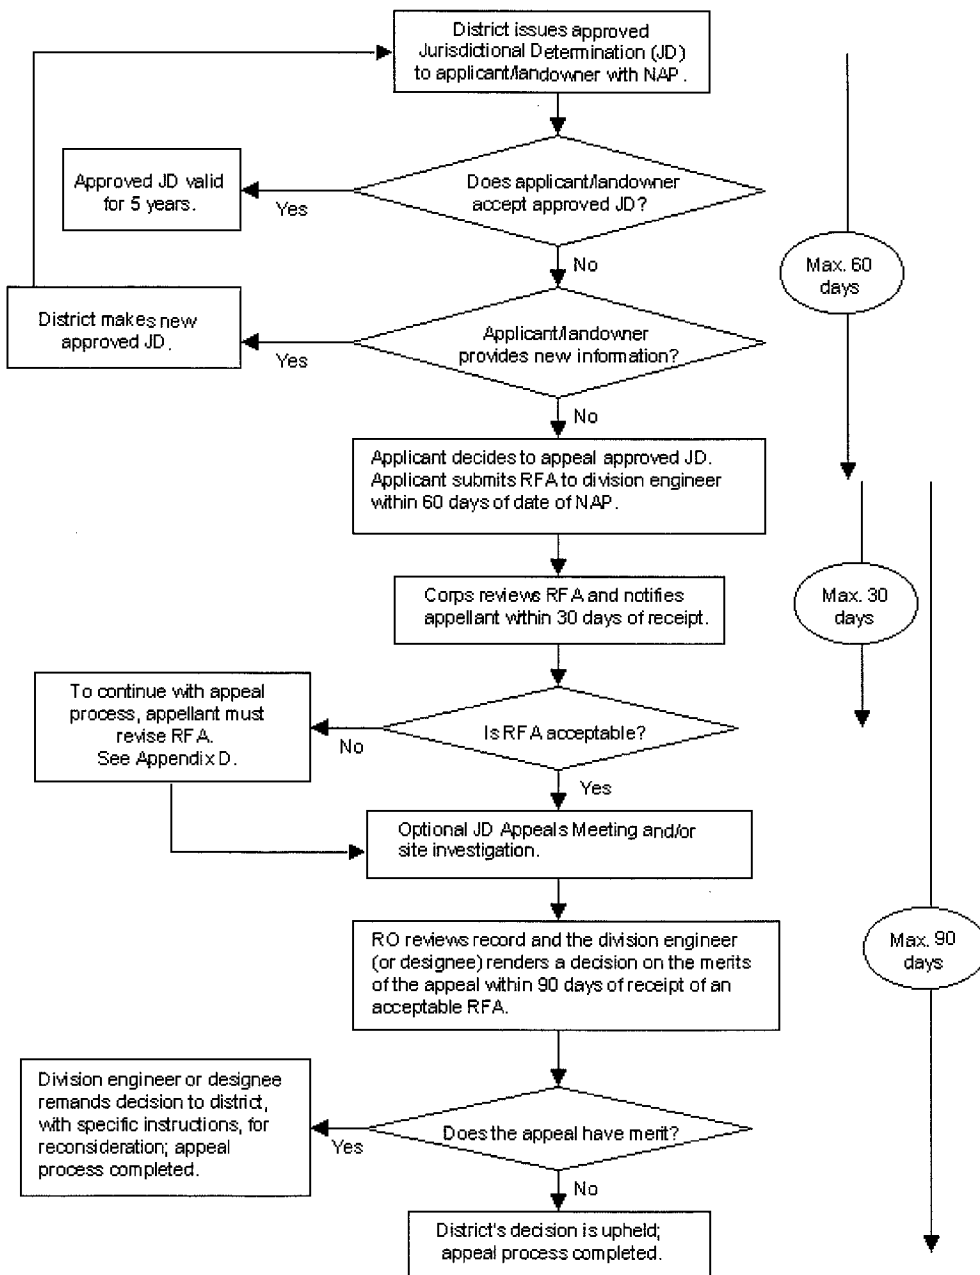 District issues approved
Jurisdictional Determination (JD)
to applicant/landowner with NAP.
Does applicant/landowner
accept approved JD?
Yes
Approved JD valid
for 5 years.
No
Max. 60
days
Applicant/landowner
provides new information?
Yes
District makes new
approved JD.
No
Applicant decides to appeal approved JD.
Applicant submits RFA to division engineer
within 60 days of date of NAP.
Corps reviews RFA and notifies
appellant within 30 days of receipt.
Max. 30
days
Is RFA acceptable?
No
To continue with appeal
process, appellant must
revise RFA.
See Appendix D.
Yes
Optional JD Appeals Meeting and/or
site investigation.
RO reviews record and the division engineer
(or designee) renders a decision on the merits
of the appeal within 90 days of receipt of an
acceptable RFA.
Max. 90
days
Does the appeal have merit?
Yes
Division engineer or designee
remands decision to district,
with specific instructions, for
reconsideration; appeal
process completed.
No
District's decision is upheld;
appeal process completed.